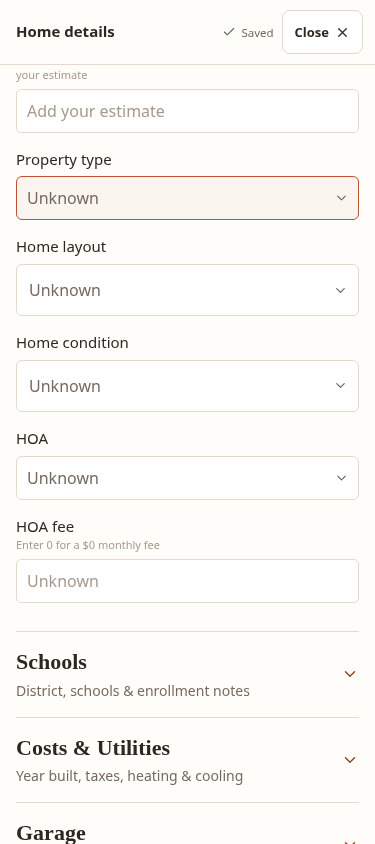 Home details
Saved
Close
your estimate
Add your estimate
Property type
Unknown
Home layout
Unknown
Home condition
Unknown
HOA
Unknown
HOA fee
Enter 0 for a $0 monthly fee
Unknown
Schools
District, schools & enrollment notes
Costs & Utilities
Year built, taxes, heating & cooling
Garage